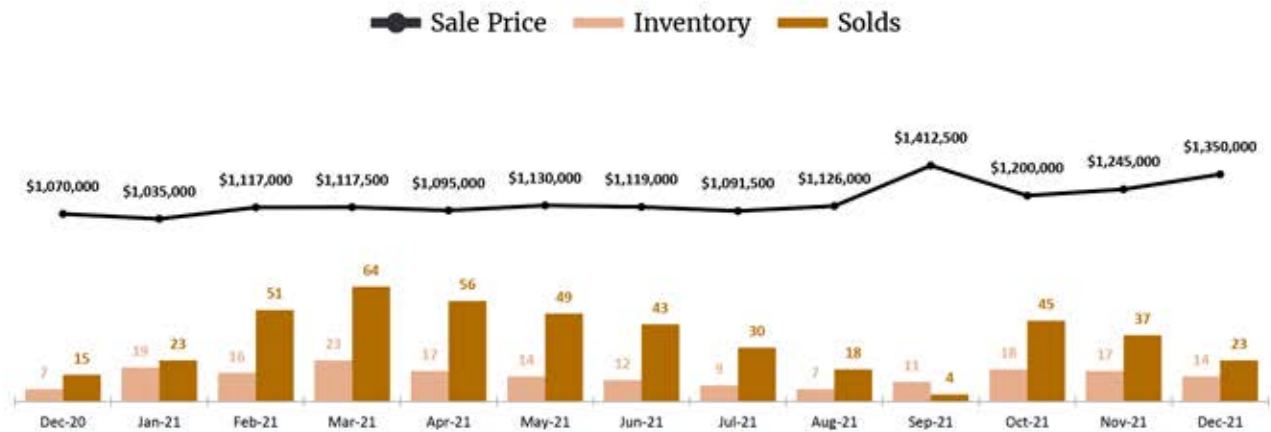 Sale Price Inventory Solds
$1,412,500
$1,350,000
$1,070,000 $1,035,000 $1,117,000 $1,117,500 $1,095,000 $1,130,000 $1,119,000 $1,091,500 $1,126,000 $1,200,000 $1,245,000
7 15 19 23 16 51 23 64 17 56 14 49 12 43 9 30 7 18 11 4 18 45 17 37 14 23
Dec-20 Jan-21 Feb-21 Mar-21 Apr-21 May-21 Jun-21 Jul-21 Aug-21 Sep-21 Oct-21 Nov-21 Dec-21